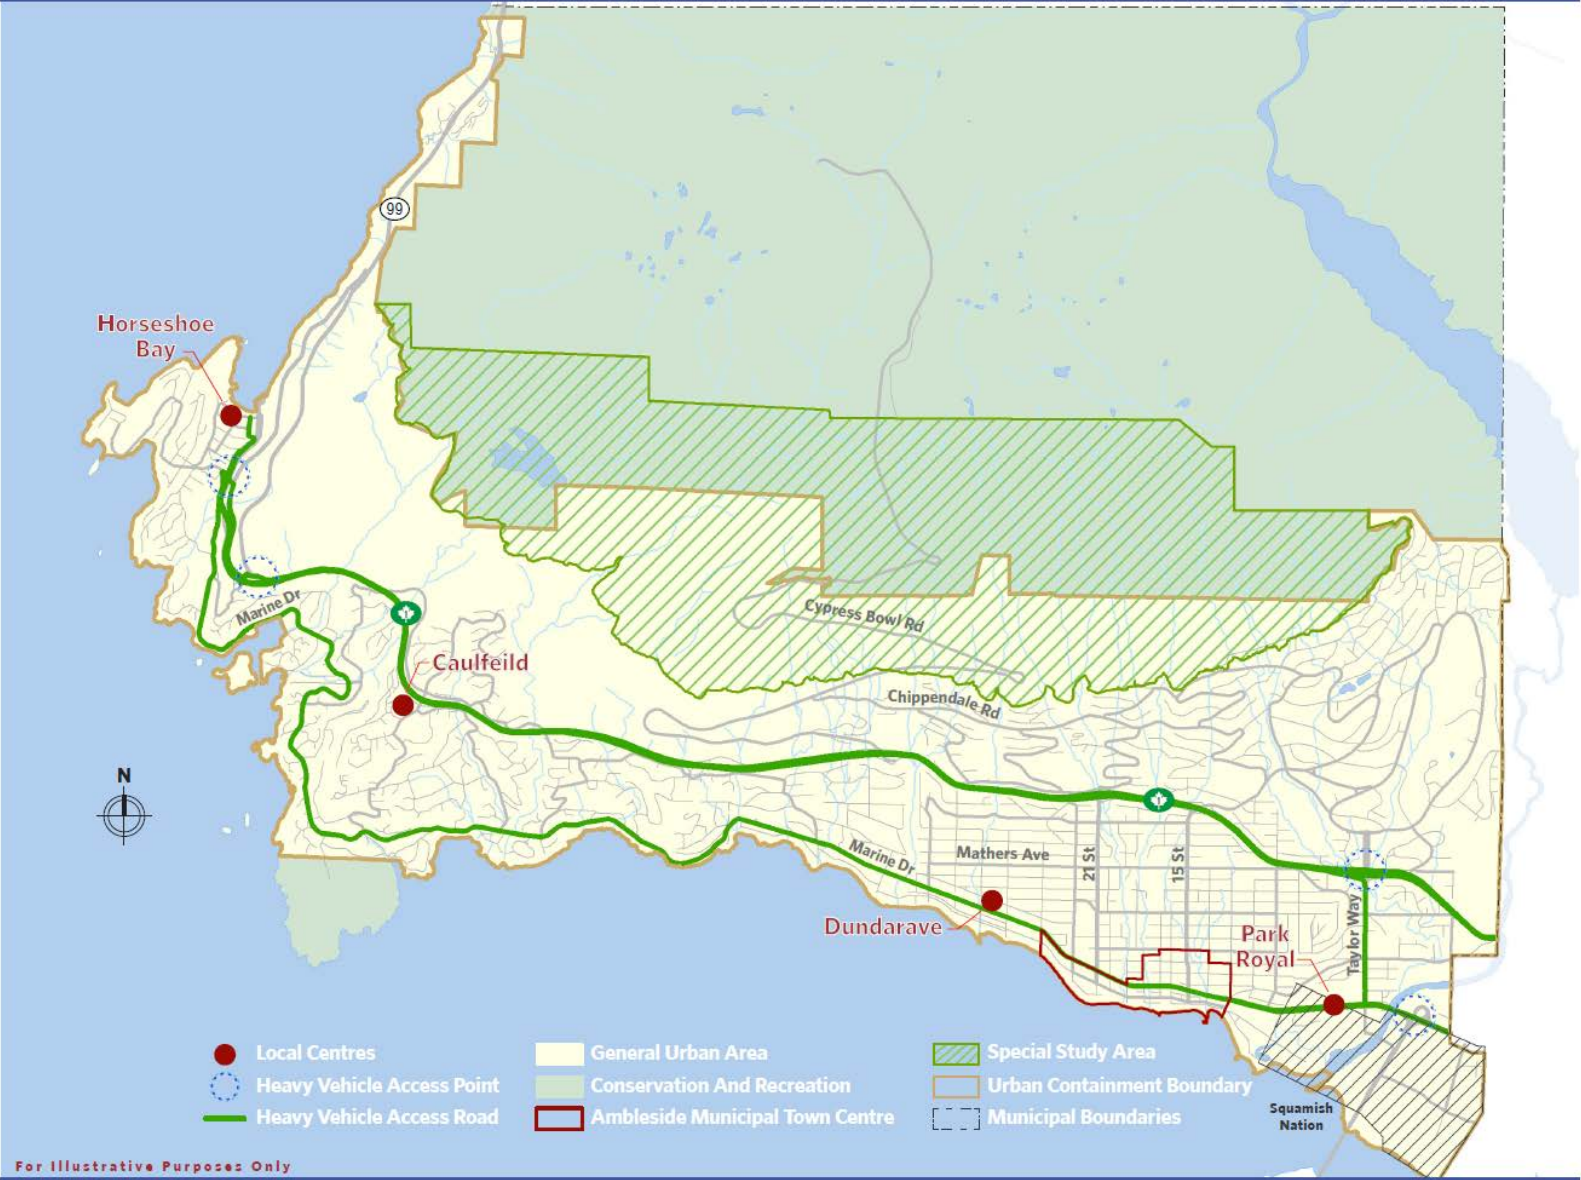 99
Horseshoe
Bay
Marine Dr
1
Caulfeild
Cypress Bowl Rd
Chippendale Rd
N
1
Marine Dr
Mathers Ave
21 St
15 St
Dundarave
Park
Royal
Taylor Way
Local Centres
Heavy Vehicle Access Point
Heavy Vehicle Access Road
General Urban Area
Conservation And Recreation
Ambleside Municipal Town Centre
Special Study Area
Urban Containment Boundary
Municipal Boundaries
Squamish
Nation
For Illustrative Purposes Only